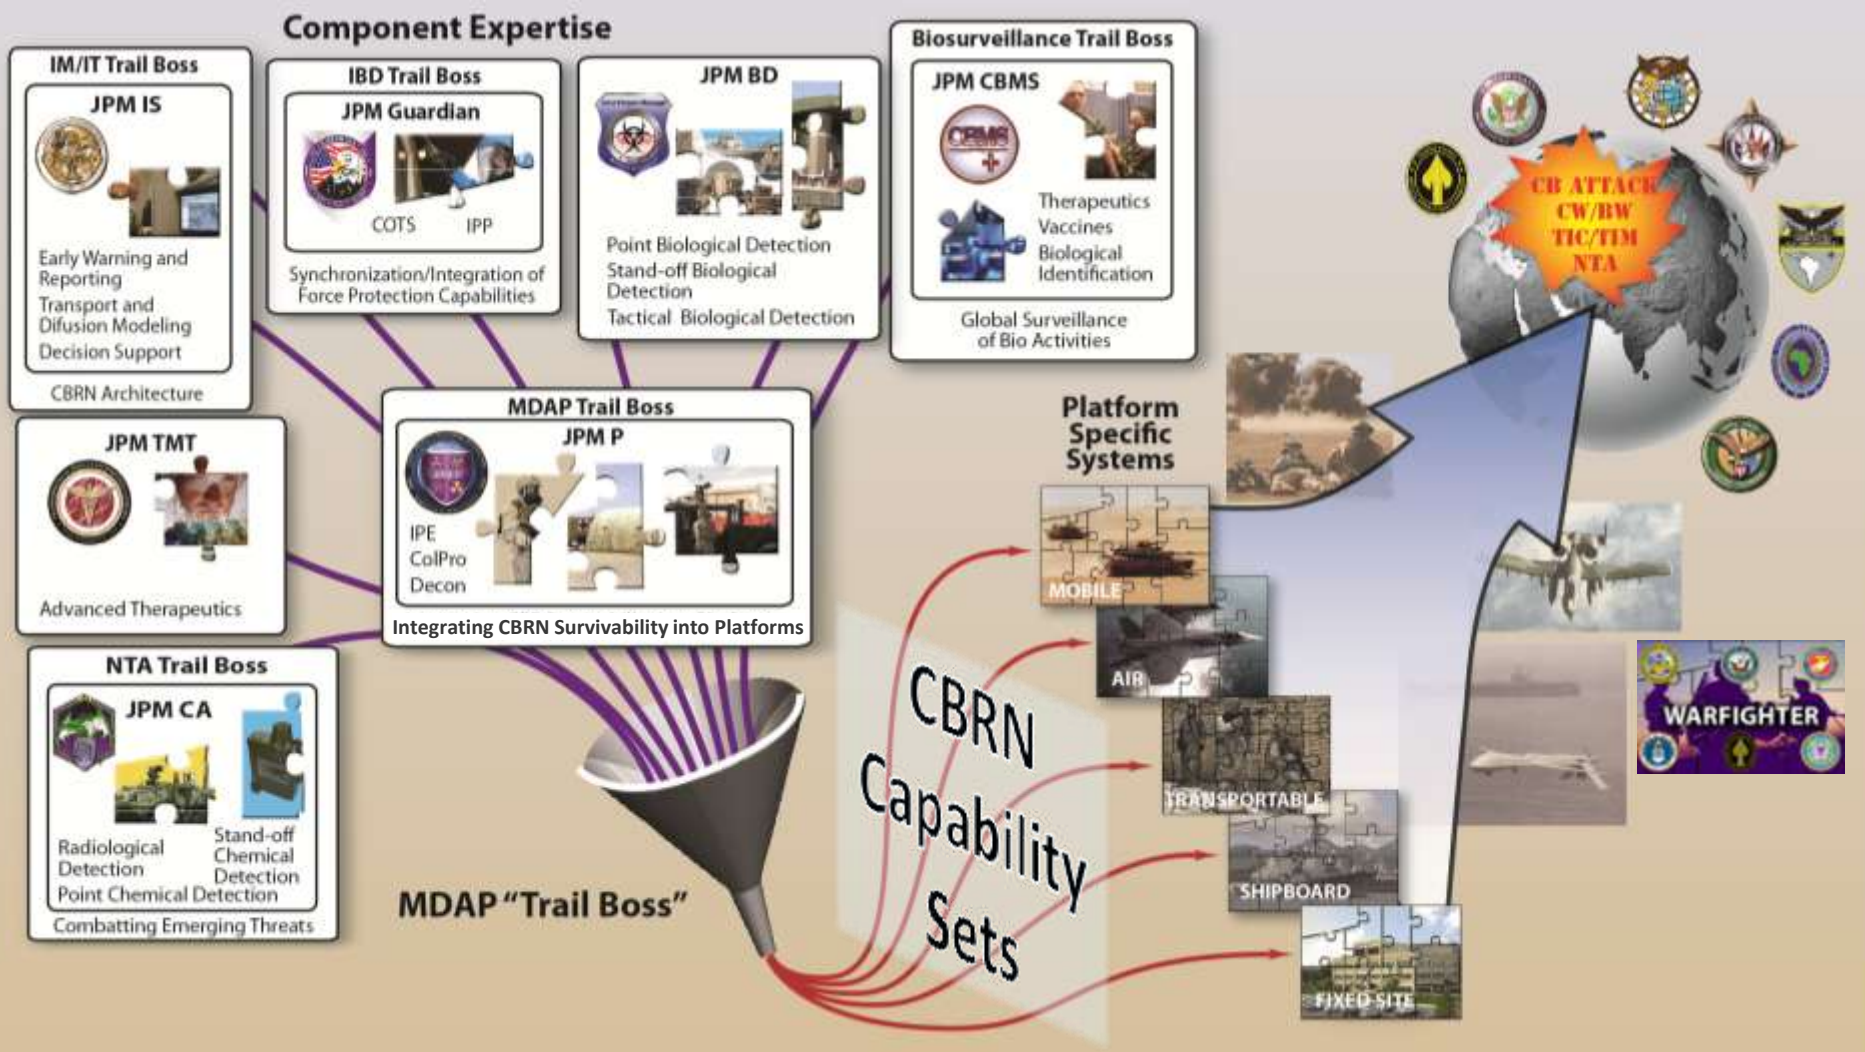 Component Expertise
IM/IT Trail Boss
JPM IS
Early Warning and
Reporting
Transport and
Difusion Modeling
Decision Support
CBRN Architecture
IBD Trail Boss
JPM Guardian
COTS
IPP
Synchronization/Integration of
Force Protection Capabilities
JPM BD
Point Biological Detection
Stand-off Biological
Detection
Tactical Biological Detection
Biosurveillance Trail Boss
JPM CBMS
CBMS
Therapeutics
Vaccines
Biological
Identification
Global Surveillance
of Bio Activities
CB ATTACK
CW/BW
TIC/TIM
NTA
JPM TMT
Advanced Therapeutics
MDAP Trail Boss
JPM P
IPE
ColPro
Decon
Integrating CBRN Survivability into Platforms
NTA Trail Boss
JPM CA
Radiological
Detection
Stand-off
Chemical
Detection
Point Chemical Detection
Combatting Emerging Threats
MDAP “Trail Boss”
CBRN
Capability
Sets
Platform
Specific
Systems
MOBILE
AIR
TRANSPORTABLE
SHIPBOARD
FIXED SITE
WARFIGHTER